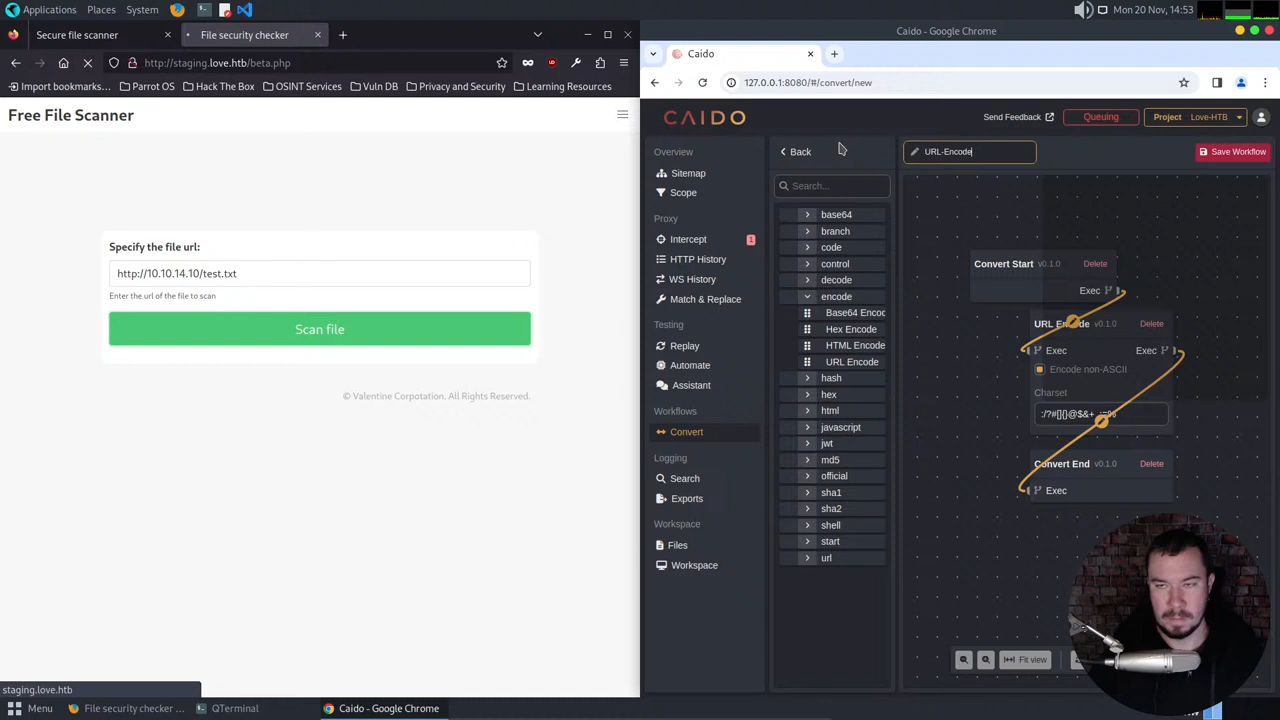 Applications Places System
Mon 20 Nov, 14:53
Secure file scanner
File security checker
http://staging.love.htb/beta.php
Import bookmarks... Parrot OS Hack The Box OSINT Services Vuln DB Privacy and Security Learning Resources
Free File Scanner
Specify the file url:
http://10.10.14.10/test.txt
Enter the url of the file to scan
Scan file
© Valentine Corpotation. All Rights Reserved.
staging.love.htb
Caido - Google Chrome
Caido
127.0.0.1:8080/#/convert/new
CAIDO
Send Feedback
Queuing
Project Love-HTB
Overview
Sitemap
Scope
Proxy
Intercept 1
HTTP History
WS History
Match & Replace
Testing
Replay
Automate
Assistant
Workflows
Convert
Logging
Search
Exports
Workspace
Files
Workspace
Back
Search...
base64
branch
code
control
decode
encode
Base64 Encod
Hex Encode
HTML Encode
URL Encode
hash
hex
html
javascript
jwt
md5
official
sha1
sha2
shell
start
url
URL-Encode
Save Workflow
Convert Start v0.1.0 Delete
Exec
URL Encode v0.1.0 Delete
Exec Exec
Encode non-ASCII
Charset
Convert End v0.1.0 Delete
Exec
Fit view
Menu File security checker ... QTerminal Caido - Google Chrome